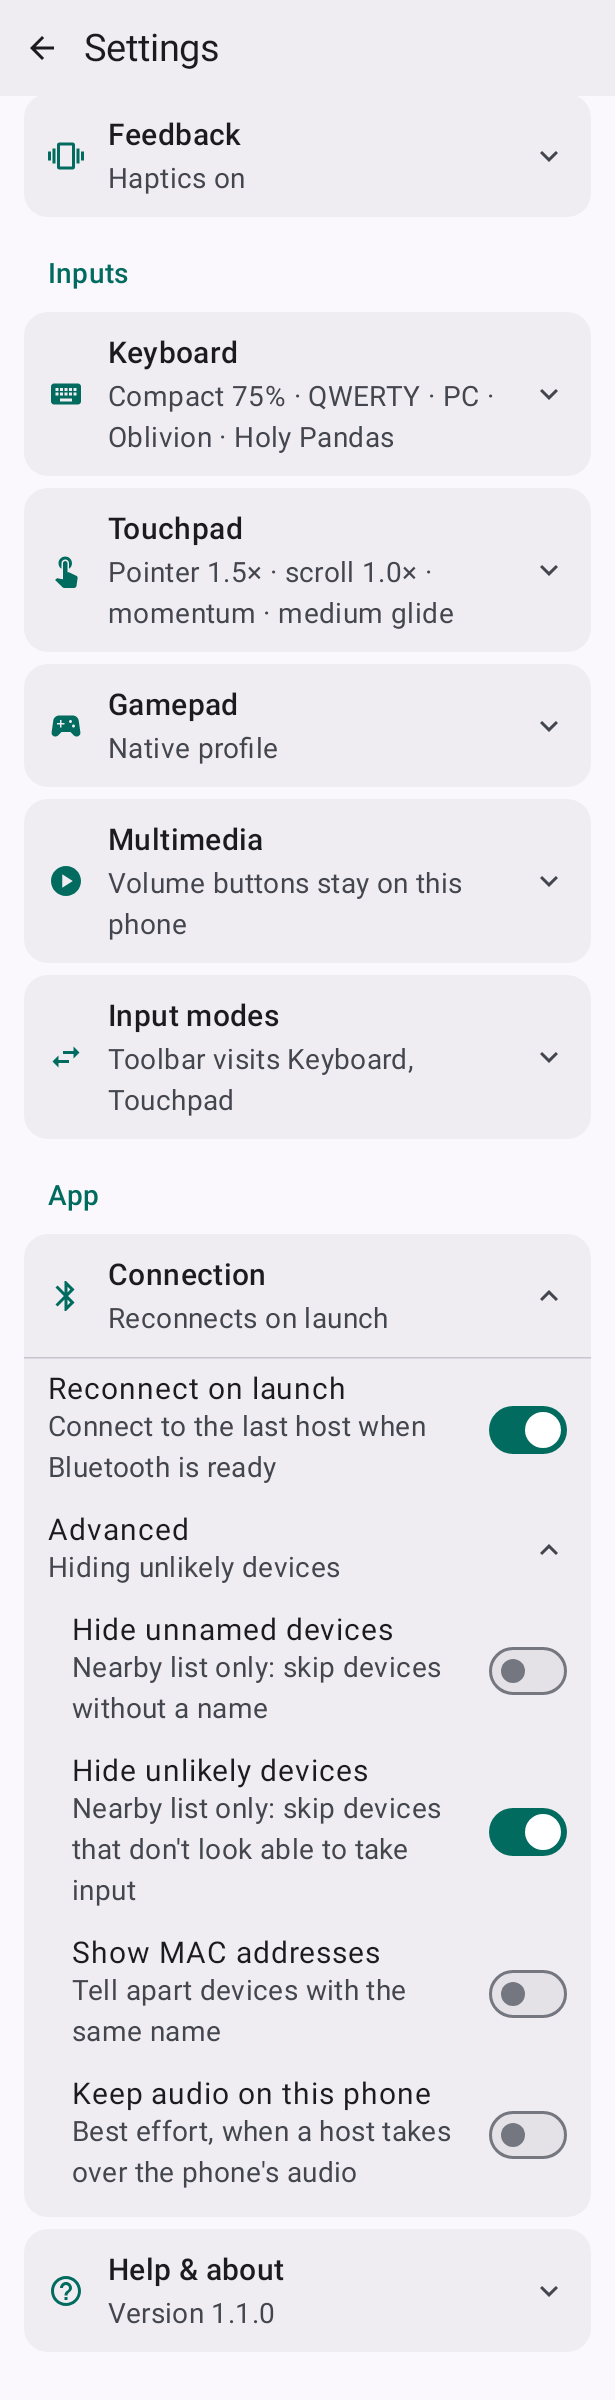 Settings
Feedback
Haptics on
Inputs
Keyboard
Compact 75% · QWERTY · PC ·
Oblivion · Holy Pandas
Touchpad
Pointer 1.5× · scroll 1.0× ·
momentum · medium glide
Gamepad
Native profile
Multimedia
Volume buttons stay on this
phone
Input modes
Toolbar visits Keyboard,
Touchpad
App
Connection
Reconnects on launch
Reconnect on launch
Connect to the last host when
Bluetooth is ready
Advanced
Hiding unlikely devices
Hide unnamed devices
Nearby list only: skip devices
without a name
Hide unlikely devices
Nearby list only: skip devices
that don't look able to take
input
Show MAC addresses
Tell apart devices with the
same name
Keep audio on this phone
Best effort, when a host takes
over the phone's audio
Help & about
Version 1.1.0